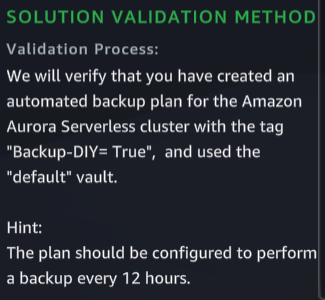 SOLUTION VALIDATION METHOD
Validation Process:
We will verify that you have created an
automated backup plan for the Amazon
Aurora Serverless cluster with the tag
"Backup-DIY= True",  and used the
"default" vault.
Hint:
The plan should be configured to perform
a backup every 12 hours.